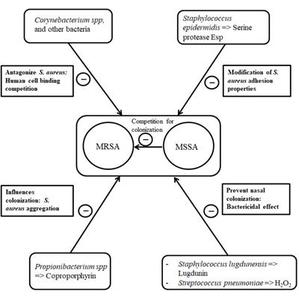 Corynebacterium spp.
and other bacteria
Staphylococcus
epidermidis => Serine
protease Esp
Antagonize S. aureus:
Human cell binding
competition
Modification of S.
aureus adhesion
properties
Competition for
colonization
MRSA
MSSA
Influences
colonization: S.
aureus aggregation
Prevent nasal
colonization:
Bactericidal effect
Propionibacterium spp
=> Coproporphyrin
- Staphylococcus lugdunensis =>
Lugdunin
- Streptococcus pneumoniae => H₂O₂